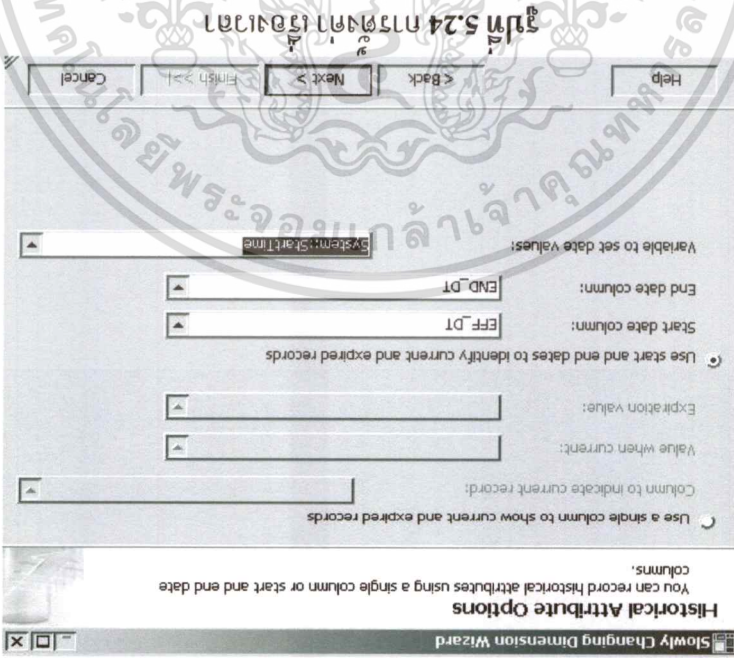 Slowly Changing Dimension Wizard
Historical Attribute Options
You can record historical attributes using a single column or start and end date
columns.
Use a single column to show current and expired records
Column to indicate current record:
Value when current:
Expiration value:
Use start and end dates to identify current and expired records
Start date column: EFF_DT
End date column: END_DT
Variable to set date values: System::StartTime
Help < Back Next > Finish >>| Cancel
รูปที่ 5.24 การตั้งค่าเรื่องเวลา